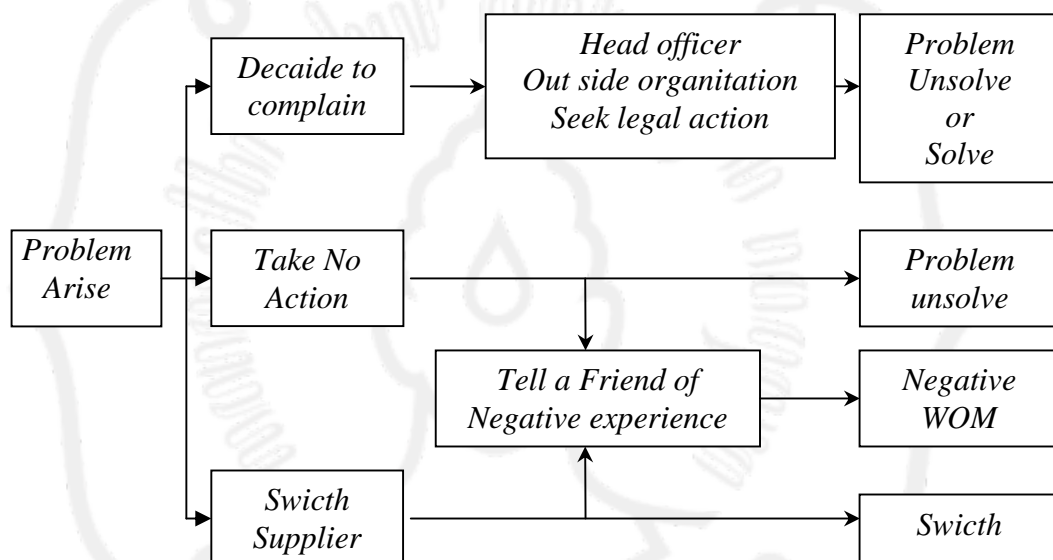 Decaide to
complain
Head officer
Out side organitation
Seek legal action
Problem
Unsolve
or
Solve
Problem
Arise
Take No
Action
Problem
unsolve
Tell a Friend of
Negative experience
Negative
WOM
Swicth
Supplier
Swicth